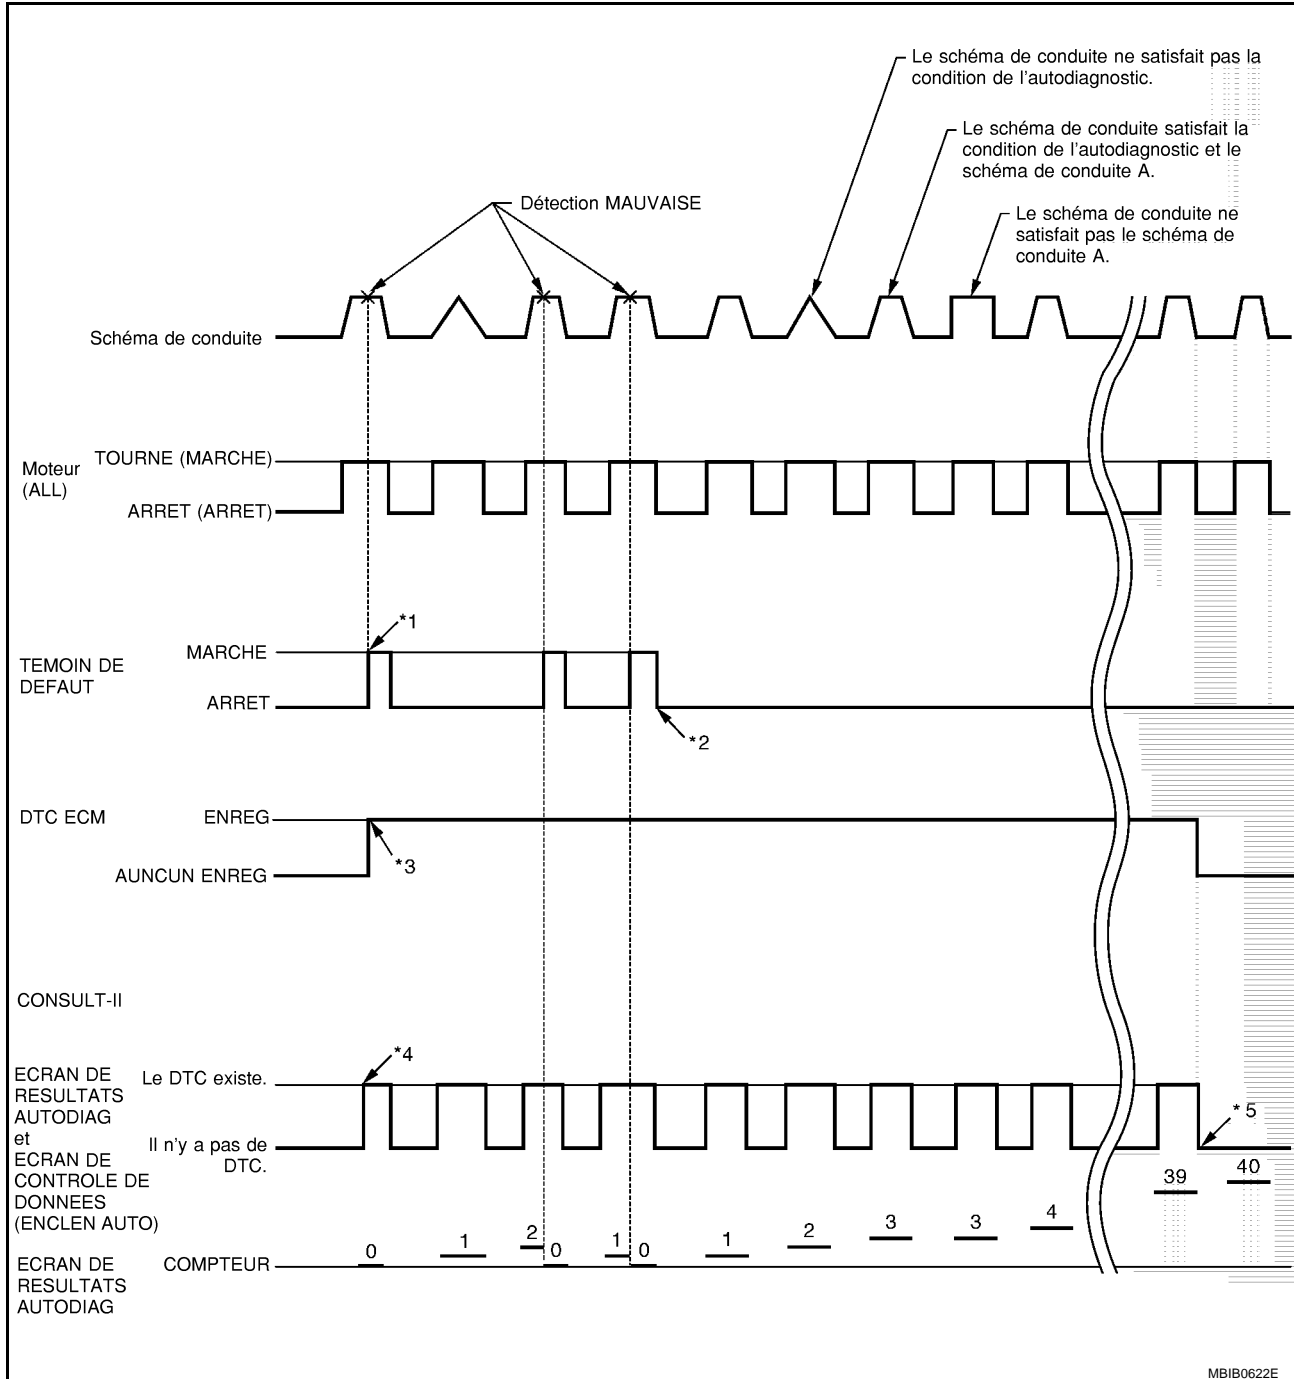 Le schéma de conduite ne satisfait pas la
condition de l'autodiagnostic.
Le schéma de conduite satisfait la
condition de l'autodiagnostic et le
schéma de conduite A.
Le schéma de conduite ne
satisfait pas le schéma de
conduite A.
Détection MAUVAISE
Schéma de conduite
Moteur
(ALL)
TOURNE (MARCHE)
ARRET (ARRET)
*1
TEMOIN DE
DEFAUT
MARCHE
ARRET
*2
DTC ECM
ENREG
*3
AUNCUN ENREG
CONSULT-II
*4
ECRAN DE
RESULTATS
AUTODIAG
et
ECRAN DE
CONTROLE DE
DONNEES
(ENCLEN AUTO)
Le DTC existe.
Il n'y a pas de
DTC.
*5
ECRAN DE
RESULTATS
AUTODIAG
COMPTEUR
0 1 2 0 1 0 1 2 3 3 4 39 40
MBIB0622E